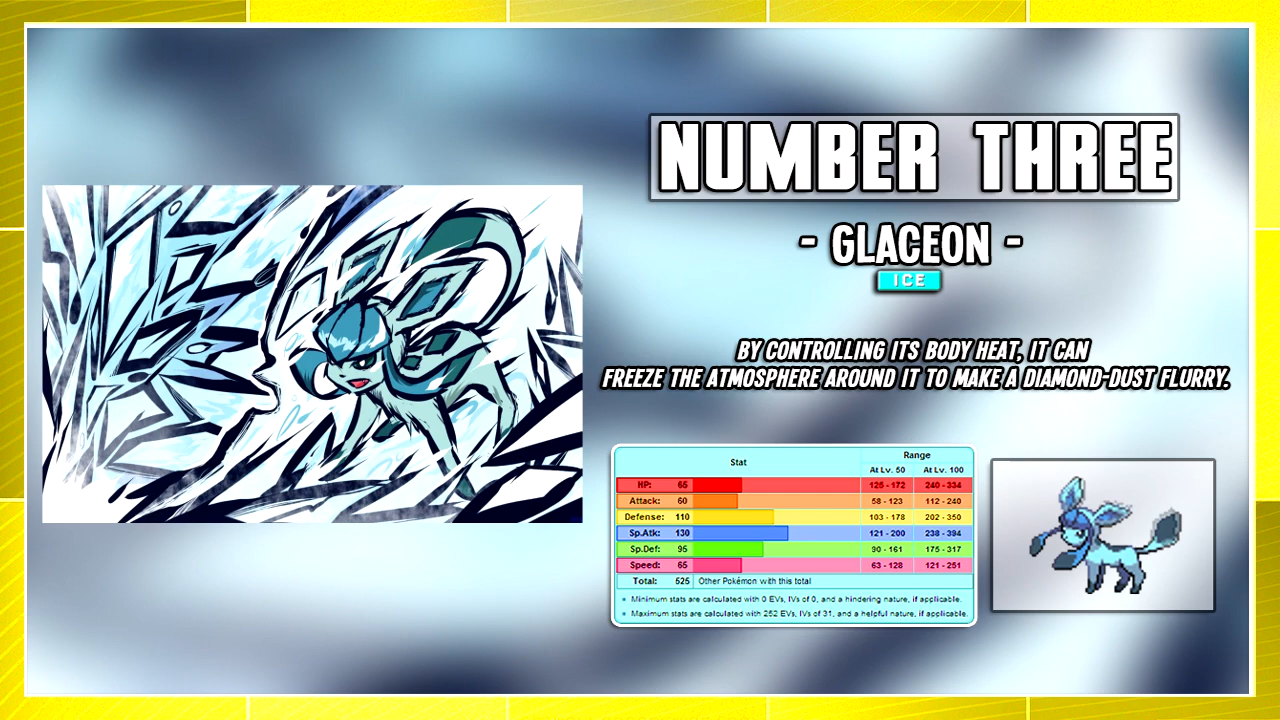 NUMBER THREE
- GLACEON -
ICE
BY CONTROLLING ITS BODY HEAT, IT CAN
FREEZE THE ATMOSPHERE AROUND IT TO MAKE A DIAMOND-DUST FLURRY.
Stat Range
At Lv. 50 At Lv. 100
HP: 65 125 - 172 240 - 334
Attack: 60 58 - 123 112 - 240
Defense: 110 103 - 178 202 - 350
Sp.Atk: 130 121 - 200 238 - 394
Sp.Def: 95 90 - 161 175 - 317
Speed: 65 63 - 128 121 - 251
Total: 525 Other Pokémon with this total
• Minimum stats are calculated with 0 EVs, IVs of 0, and a hindering nature, if applicable.
• Maximum stats are calculated with 252 EVs, IVs of 31, and a helpful nature, if applicable.